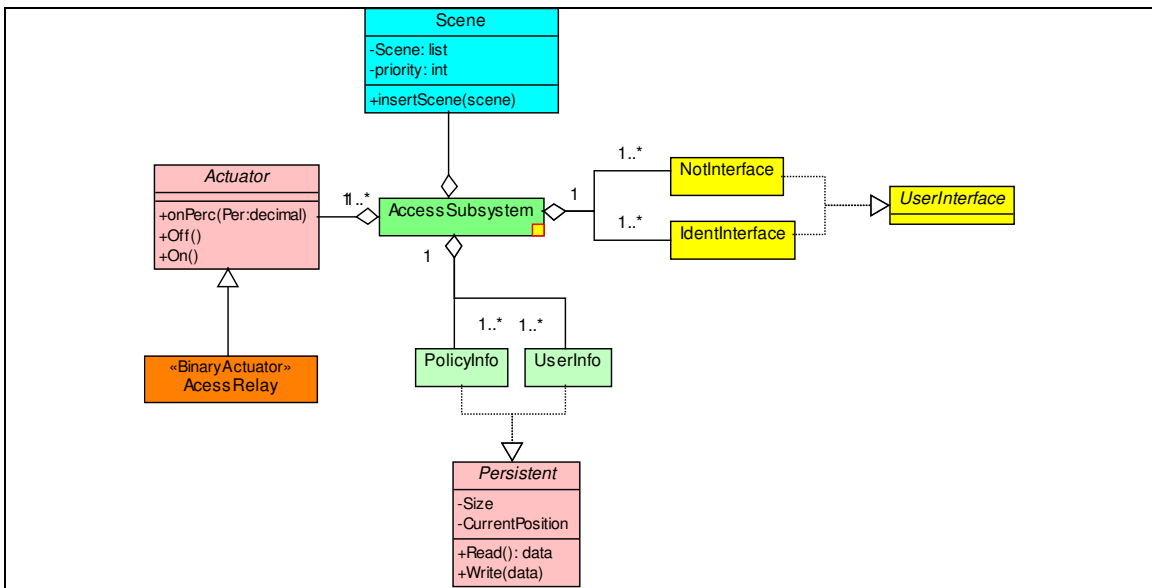 Scene
-Scene: list
-priority: int
+insertScene(scene)
Actuator
+onPerc(Per:decimal)
+Off()
+On()
1..*
AccessSubsystem
1
1
1..*
NotInterface
1..*
IdentInterface
UserInterface
«BinaryActuator»
AcessRelay
1..*
1..*
PolicyInfo
UserInfo
Persistent
-Size
-CurrentPosition
+Read(): data
+Write(data)